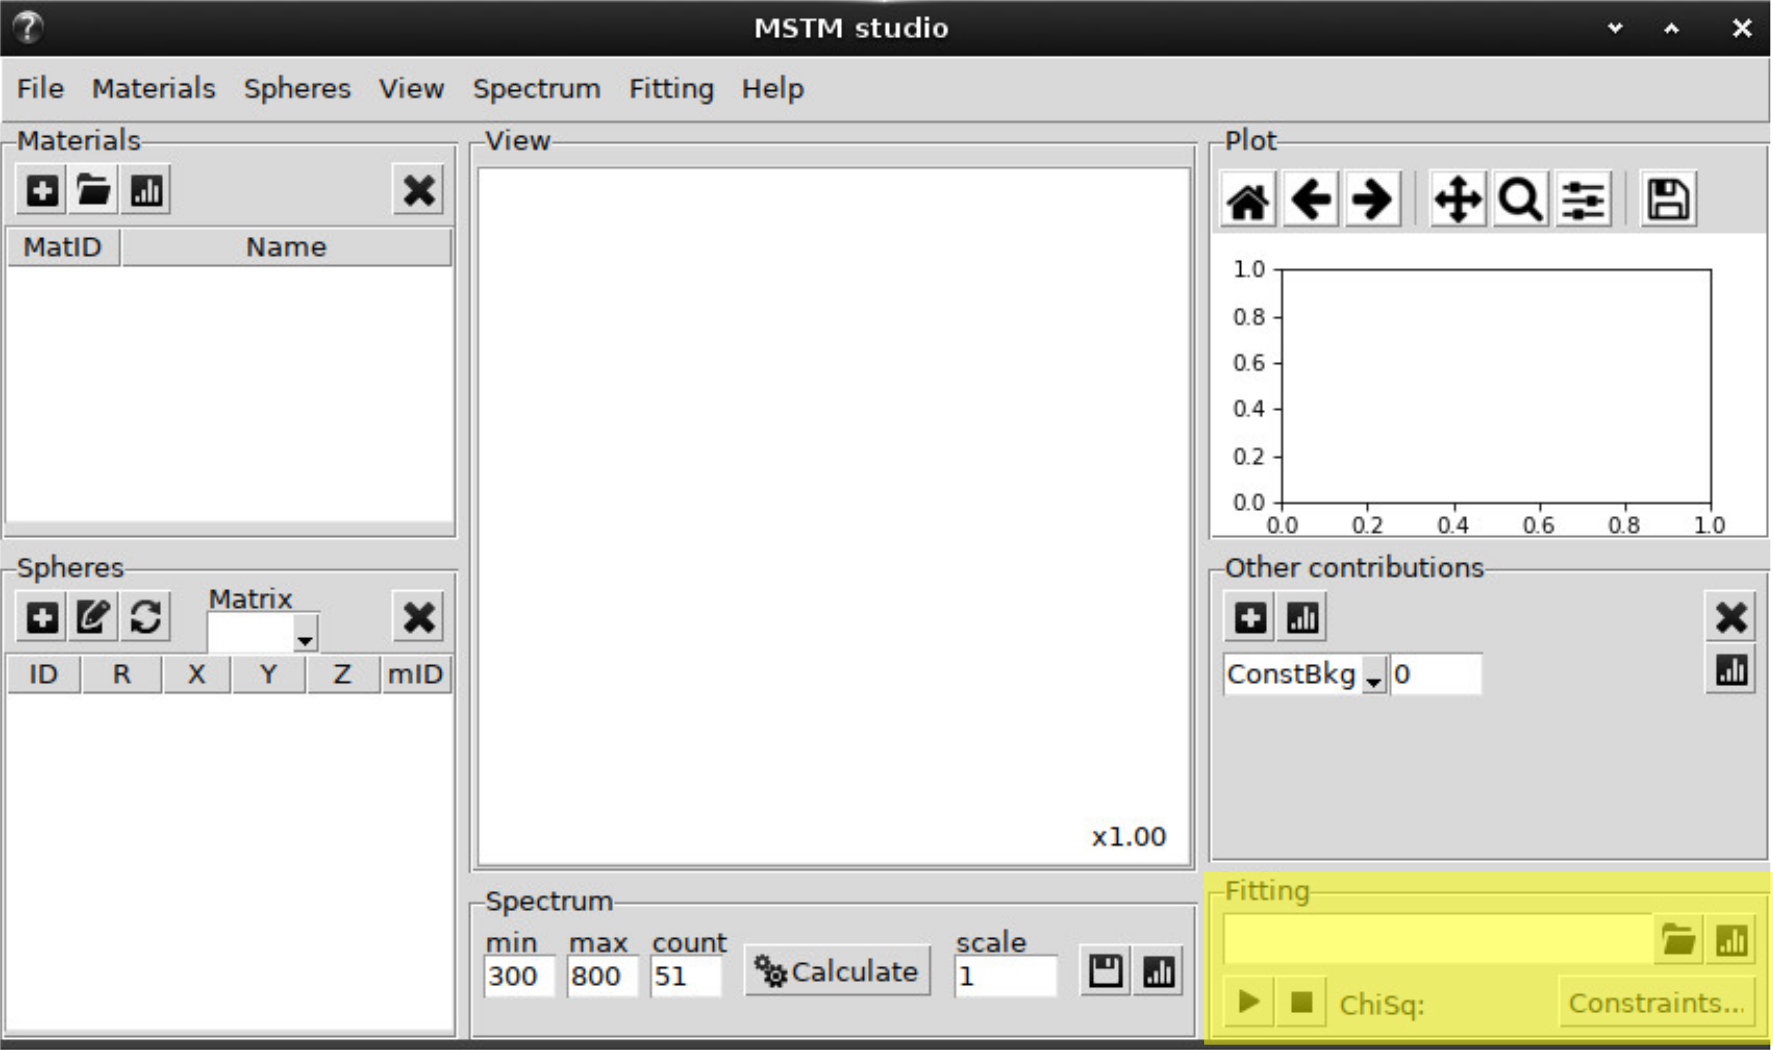 MSTM studio
File Materials Spheres View Spectrum Fitting Help
Materials
MatID Name
Spheres
Matrix
ID R X Y Z mID
View
x1.00
Spectrum
min max count scale
300 800 51 Calculate 1
Plot
1.0
0.8
0.6
0.4
0.2
0.0
0.0 0.2 0.4 0.6 0.8 1.0
Other contributions
ConstBkg 0
Fitting
ChiSq: Constraints...